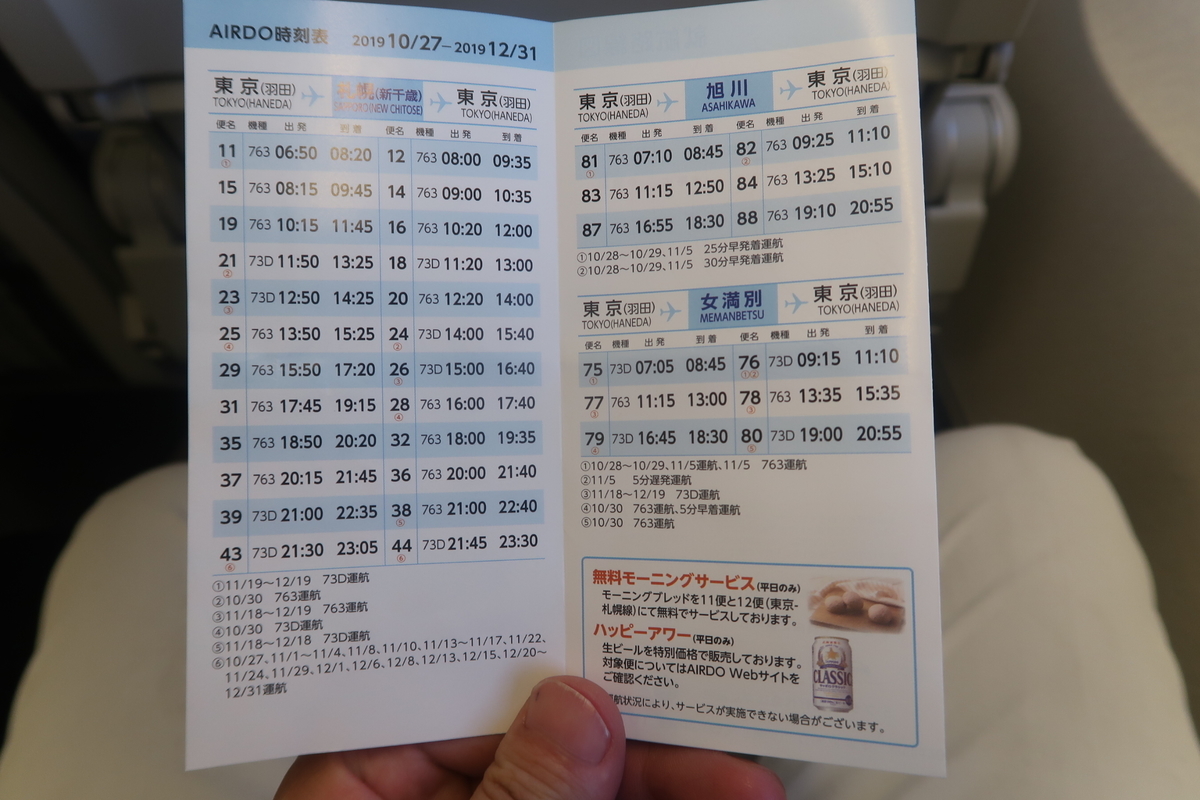 AIRDO時刻表 2019 10/27－2019 12/31
東京(羽田) 札幌(新千歳) 東京(羽田)
TOKYO(HANEDA) SAPPORO(NEW CHITOSE) TOKYO(HANEDA)
便名 機種 出発 到着 便名 機種 出発 到着
11 763 06:50 08:20 12 763 08:00 09:35
①
15 763 08:15 09:45 14 763 09:00 10:35
19 763 10:15 11:45 16 763 10:20 12:00
21 73D 11:50 13:25 18 73D 11:20 13:00
②
23 73D 12:50 14:25 20 763 12:20 14:00
③
25 763 13:50 15:25 24 73D 14:00 15:40
④ ②
29 763 15:50 17:20 26 73D 15:00 16:40
③
31 763 17:45 19:15 28 763 16:00 17:40
④
35 763 18:50 20:20 32 763 18:00 19:35
37 763 20:15 21:45 36 763 20:00 21:40
39 73D 21:00 22:35 38 763 21:00 22:40
⑤
43 73D 21:30 23:05 44 73D 21:45 23:30
⑥ ⑥
①11/19～12/19 73D運航
②10/30 763運航
③11/18～12/19 763運航
④10/30 73D運航
⑤11/18～12/18 73D運航
⑥10/27、11/1～11/4、11/8、11/10、11/13～11/17、11/22、
11/24、11/29、12/1、12/6、12/8、12/13、12/15、12/20～
12/31運航
東京(羽田) 旭川 東京(羽田)
TOKYO(HANEDA) ASAHIKAWA TOKYO(HANEDA)
便名 機種 出発 到着 便名 機種 出発 到着
81 763 07:10 08:45 82 763 09:25 11:10
① ②
83 763 11:15 12:50 84 763 13:25 15:10
87 763 16:55 18:30 88 763 19:10 20:55
①10/28～10/29、11/5 25分早発着運航
②10/28～10/29、11/5 30分早発着運航
東京(羽田) 女満別 東京(羽田)
TOKYO(HANEDA) MEMANBETSU TOKYO(HANEDA)
便名 機種 出発 到着 便名 機種 出発 到着
75 73D 07:05 08:45 76 73D 09:15 11:10
① ①②
77 763 11:15 13:00 78 763 13:35 15:35
③ ③
79 73D 16:45 18:30 80 73D 19:00 20:55
④ ⑤
①10/28～10/29、11/5運航、11/5 763運航
②11/5 5分遅発運航
③11/18～12/19 73D運航
④10/30 763運航、5分早着運航
⑤10/30 763運航
無料モーニングサービス(平日のみ)
モーニングブレッドを11便と12便(東京-
札幌線)にて無料でサービスしております。
ハッピーアワー(平日のみ)
生ビールを特別価格で販売しております。
対象便についてはAIRDO Webサイトを
ご確認ください。
CLASSIC
航状況により、サービスが実施できない場合がございます。